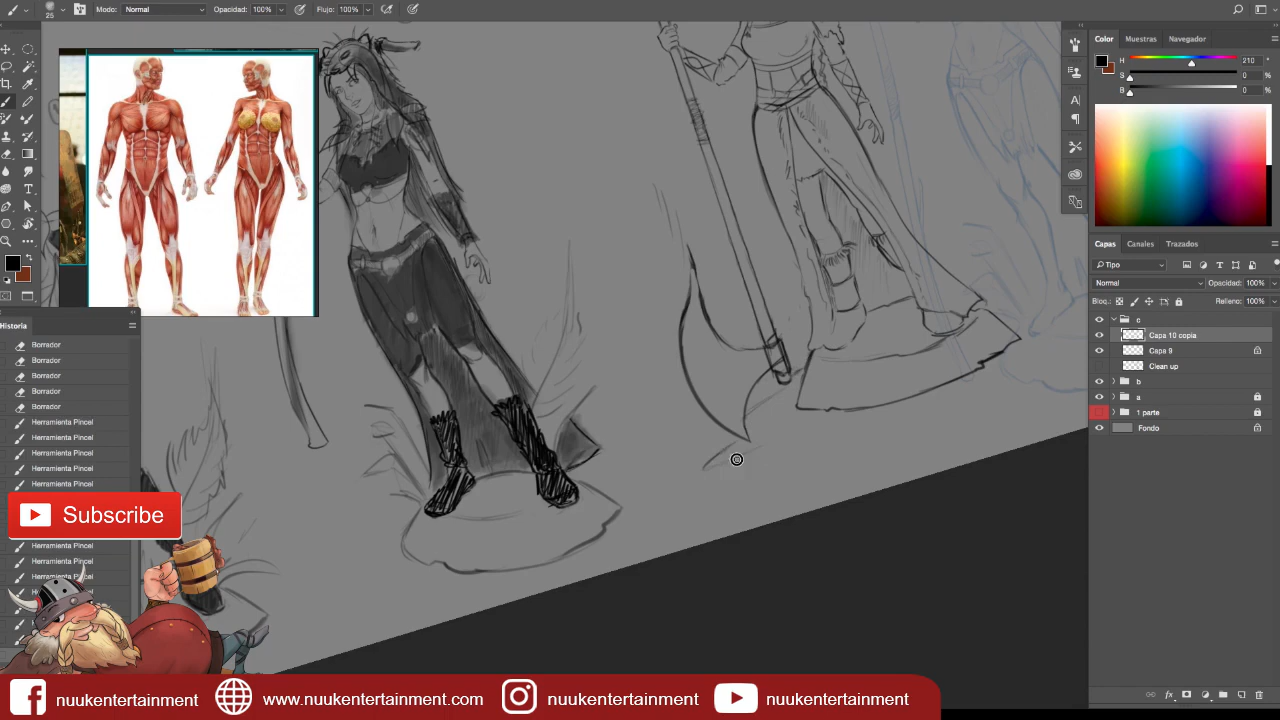 25 Modo: Normal Opacidad: 100% Flujo: 100%
Color Muestras Navegador
H 210 °
S 0 %
B 0 %
Capas Canales Trazados
Tipo
Normal Opacidad: 100%
Bloq.: Relleno: 100%
c
Capa 10 copia
Capa 9
Clean up
b
a
1 parte
Fondo
fx
Historia
Borrador
Borrador
Borrador
Borrador
Borrador
Herramienta Pincel
Herramienta Pincel
Herramienta Pincel
Herramienta Pincel
Herramienta Pincel
Subscribe
Herramienta Pincel
Herramienta Pincel
Herramienta Pincel
nuukentertainment
www.nuukentertainment.com
nuukentertainment
nuukentertainment